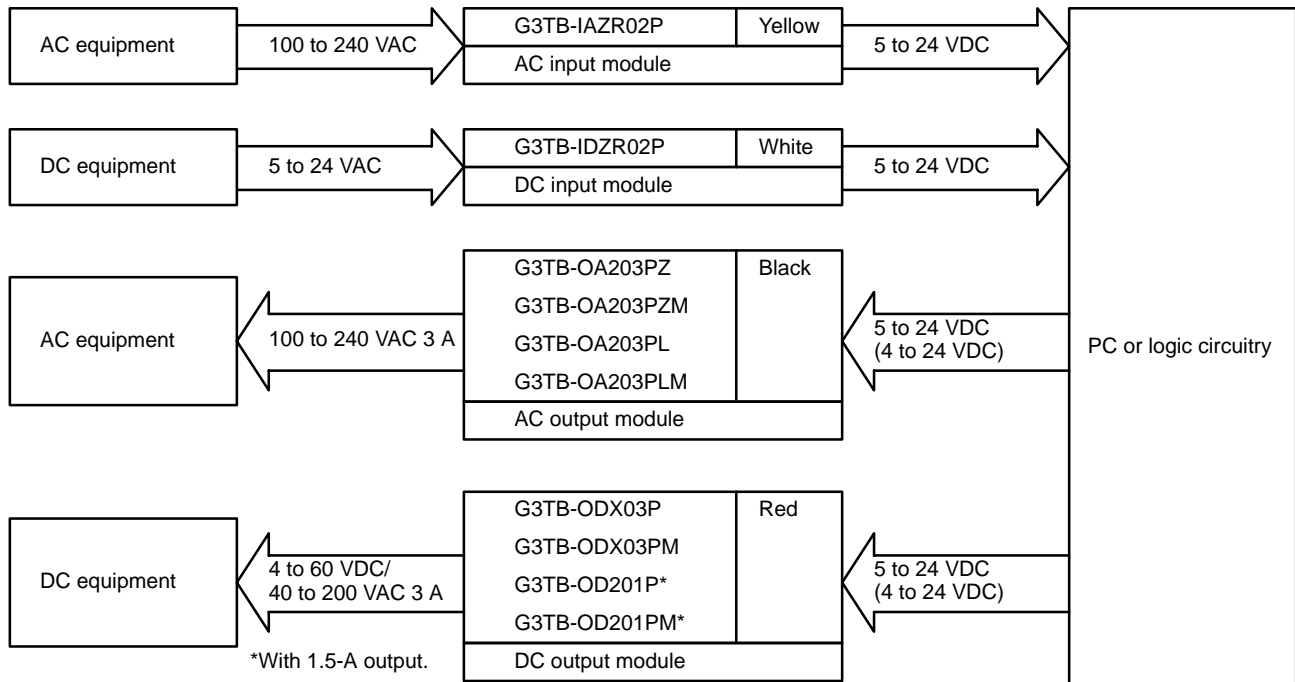 AC equipment
100 to 240 VAC
G3TB-IAZR02P
Yellow
AC input module
5 to 24 VDC
DC equipment
5 to 24 VAC
G3TB-IDZR02P
White
DC input module
5 to 24 VDC
AC equipment
100 to 240 VAC 3 A
G3TB-OA203PZ
G3TB-OA203PZM
G3TB-OA203PL
G3TB-OA203PLM
Black
AC output module
5 to 24 VDC
(4 to 24 VDC)
PC or logic circuitry
DC equipment
4 to 60 VDC/
40 to 200 VAC 3 A
*With 1.5-A output.
G3TB-ODX03P
G3TB-ODX03PM
G3TB-OD201P*
G3TB-OD201PM*
Red
DC output module
5 to 24 VDC
(4 to 24 VDC)